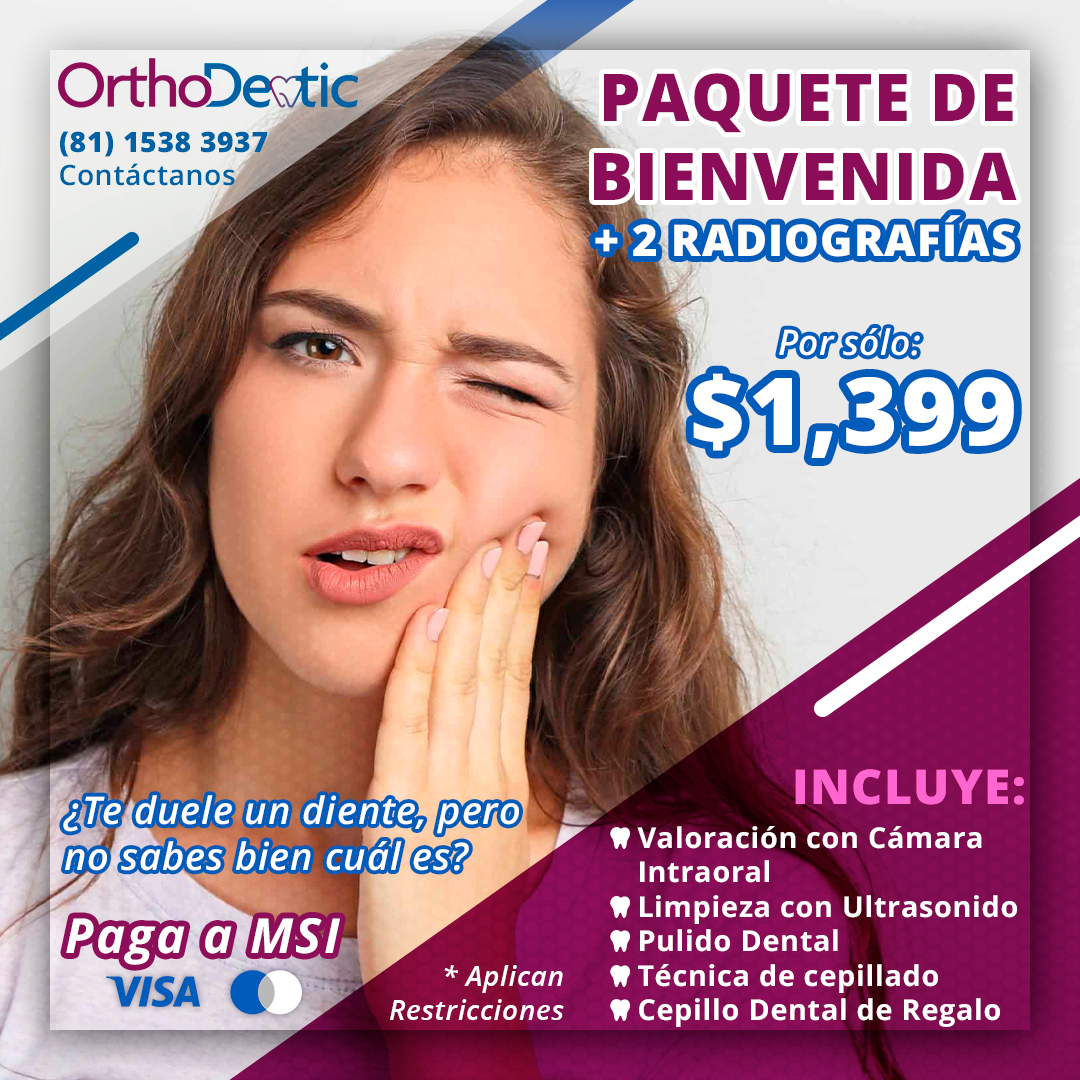 OrthoDentic
(81) 1538 3937
Contáctanos
PAQUETE DE
BIENVENIDA
+ 2 RADIOGRAFÍAS
Por sólo:
$1,399
¿Te duele un diente, pero
no sabes bien cuál es?
Paga a MSI
VISA
* Aplican
Restricciones
INCLUYE:
Valoración con Cámara
Intraoral
Limpieza con Ultrasonido
Pulido Dental
Técnica de cepillado
Cepillo Dental de Regalo